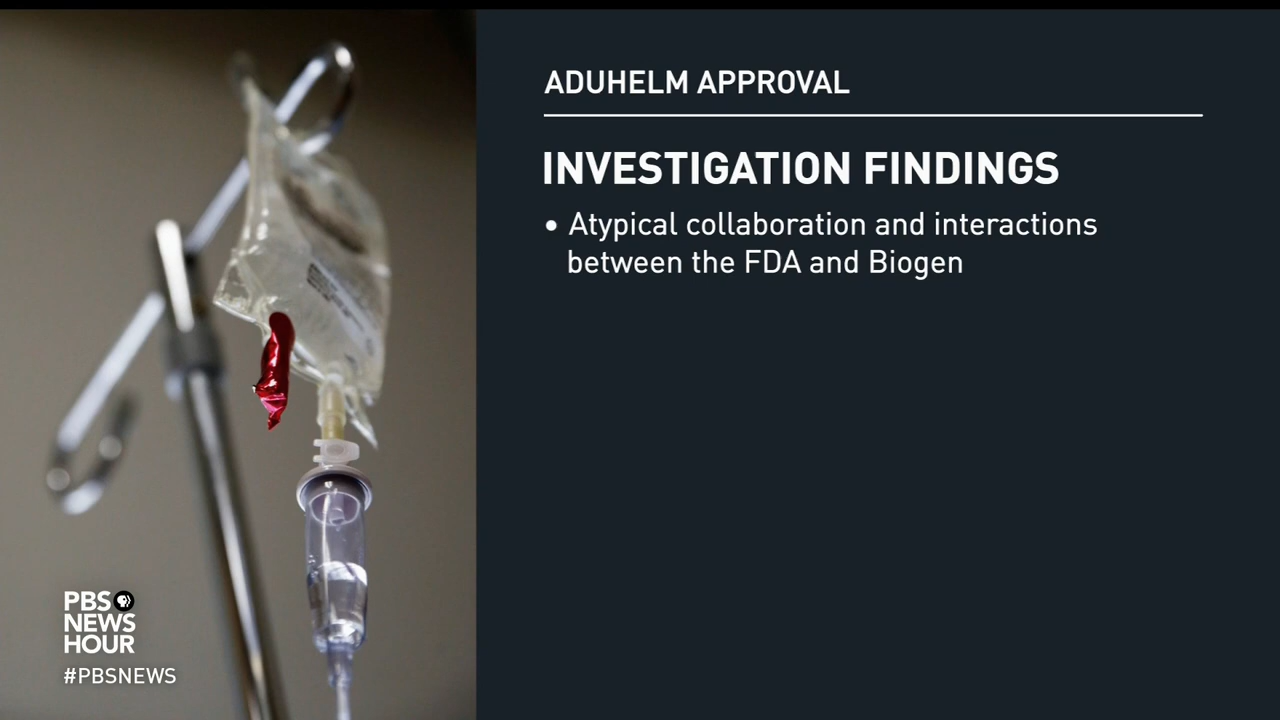 ADUHELM APPROVAL
INVESTIGATION FINDINGS
• Atypical collaboration and interactions
between the FDA and Biogen
PBS
NEWS
HOUR
#PBSNEWS